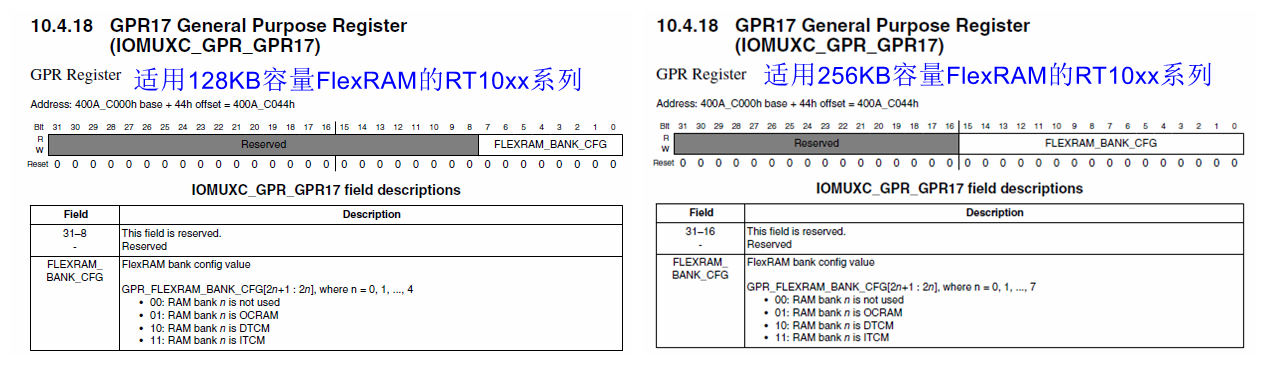 10.4.18 GPR17 General Purpose Register
(IOMUXC_GPR_GPR17)
GPR Register 适用128KB容量FlexRAM的RT10xx系列
Address: 400A_C000h base + 44h offset = 400A_C044h
Bit 31 30 29 28 27 26 25 24 23 22 21 20 19 18 17 16 15 14 13 12 11 10 9 8 7 6 5 4 3 2 1 0
R
W
Reserved FLEXRAM_BANK_CFG
Reset 0 0 0 0 0 0 0 0 0 0 0 0 0 0 0 0 0 0 0 0 0 0 0 0 0 0 0 0 0 0 0 0
IOMUXC_GPR_GPR17 field descriptions
Field Description
31–8 This field is reserved.
- Reserved
FLEXRAM_ FlexRAM bank config value
BANK_CFG
GPR_FLEXRAM_BANK_CFG[2n+1 : 2n], where n = 0, 1, ..., 4
• 00: RAM bank n is not used
• 01: RAM bank n is OCRAM
• 10: RAM bank n is DTCM
• 11: RAM bank n is ITCM
10.4.18 GPR17 General Purpose Register
(IOMUXC_GPR_GPR17)
GPR Register 适用256KB容量FlexRAM的RT10xx系列
Address: 400A_C000h base + 44h offset = 400A_C044h
Bit 31 30 29 28 27 26 25 24 23 22 21 20 19 18 17 16 15 14 13 12 11 10 9 8 7 6 5 4 3 2 1 0
R
W
Reserved FLEXRAM_BANK_CFG
Reset 0 0 0 0 0 0 0 0 0 0 0 0 0 0 0 0 0 0 0 0 0 0 0 0 0 0 0 0 0 0 0 0
IOMUXC_GPR_GPR17 field descriptions
Field Description
31–16 This field is reserved.
- Reserved
FLEXRAM_ FlexRAM bank config value
BANK_CFG
GPR_FLEXRAM_BANK_CFG[2n+1 : 2n], where n = 0, 1, ..., 7
• 00: RAM bank n is not used
• 01: RAM bank n is OCRAM
• 10: RAM bank n is DTCM
• 11: RAM bank n is ITCM